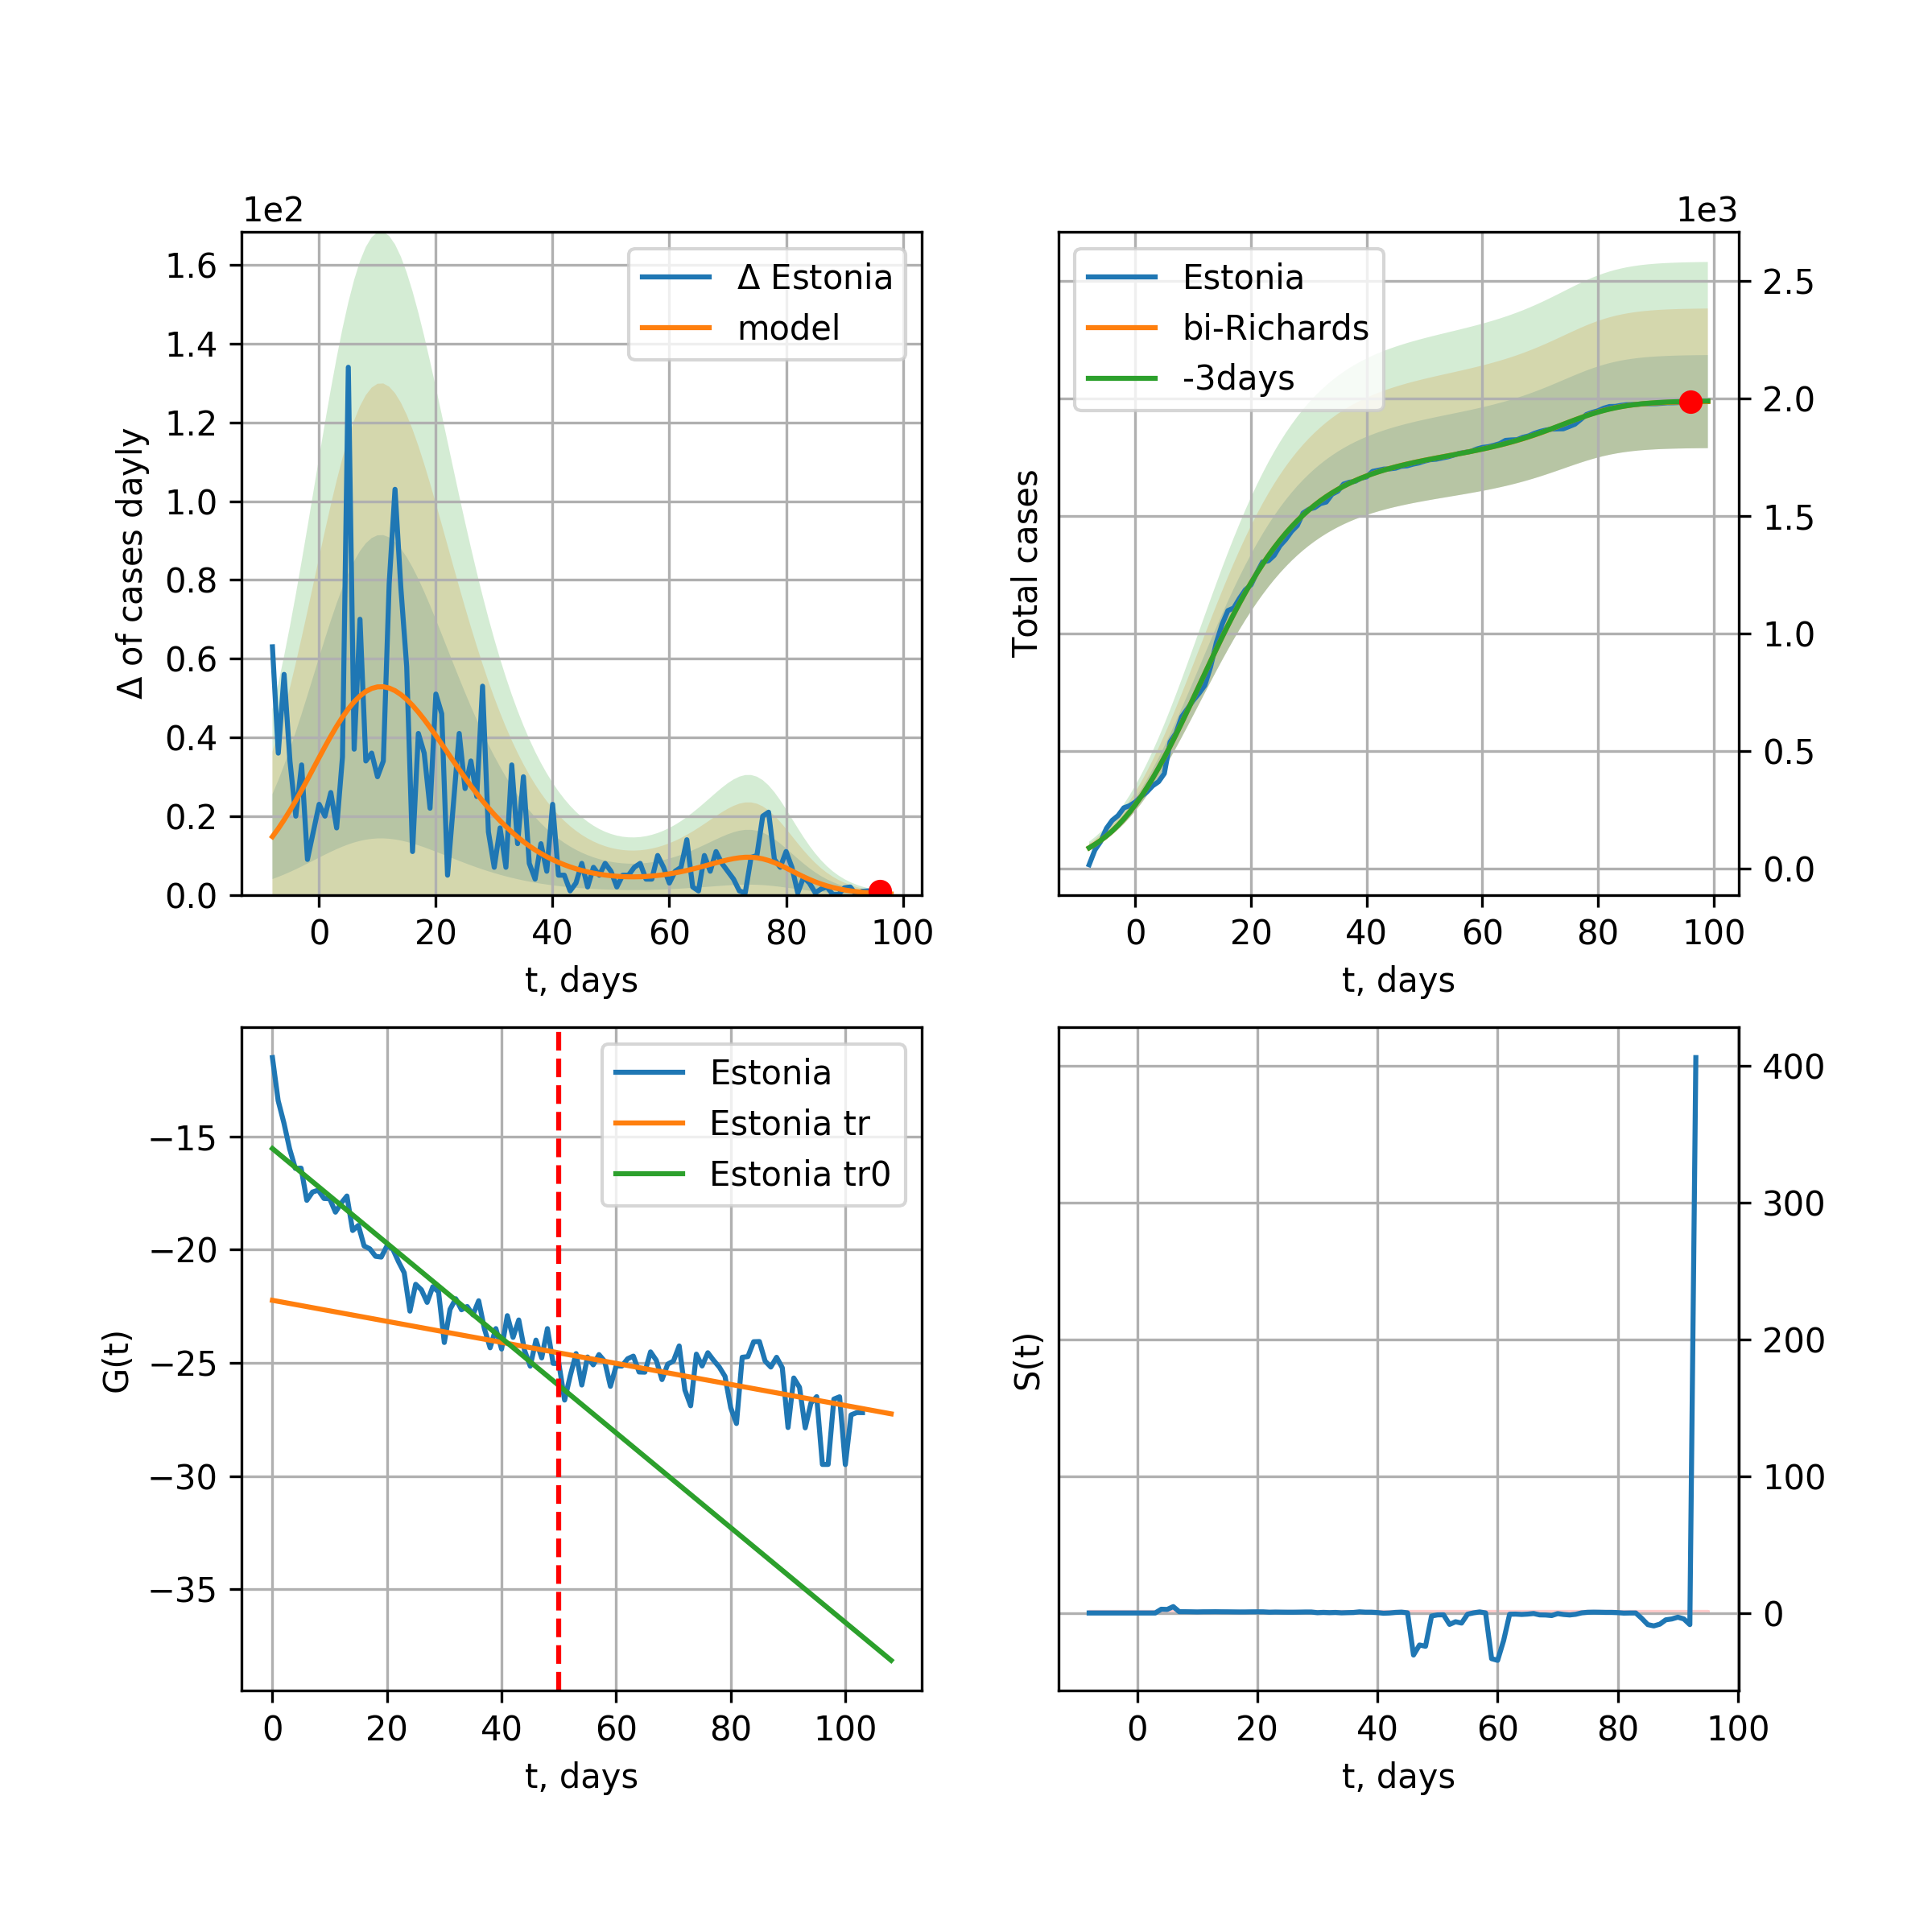 1e2
Δ of cases dayly
1.6
1.4
1.2
1.0
0.8
0.6
0.4
0.2
0.0
Δ Estonia
model
0 20 40 60 80 100
t, days
1e3
Total cases
Estonia
bi-Richards
-3days
2.5
2.0
1.5
1.0
0.5
0.0
0 20 40 60 80 100
t, days
G(t)
−15
−20
−25
−30
−35
Estonia
Estonia tr
Estonia tr0
0 20 40 60 80 100
t, days
S(t)
400
300
200
100
0
0 20 40 60 80 100
t, days